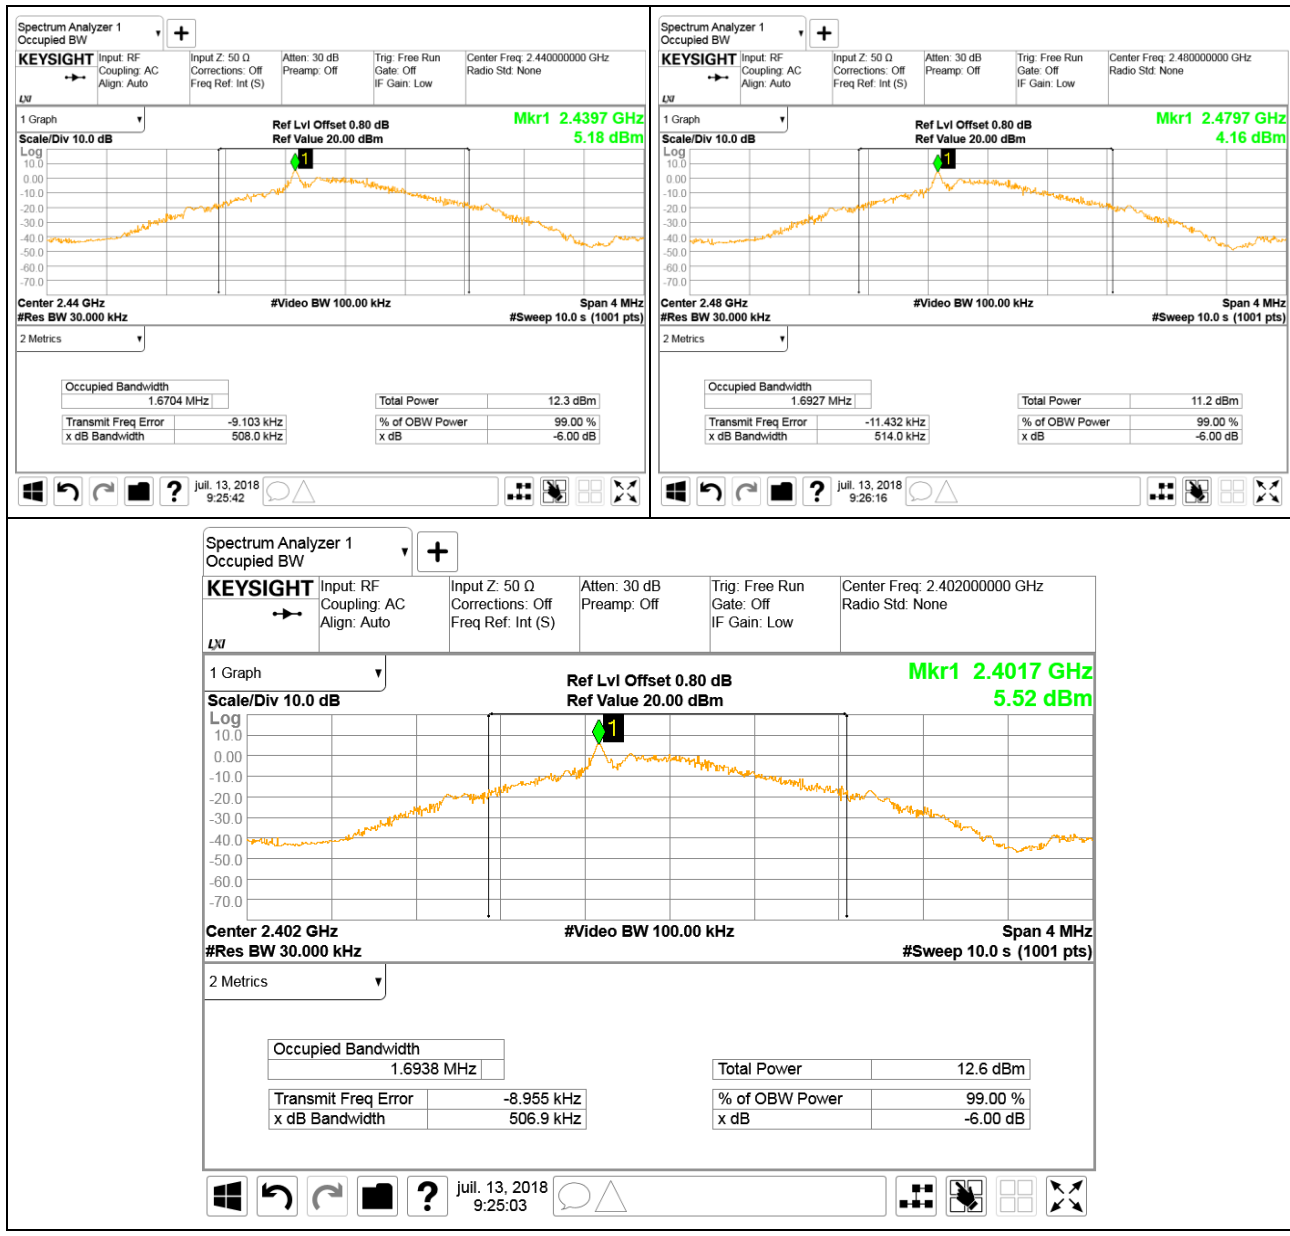 Spectrum Analyzer 1
Occupied BW
▼
+
KEYSIGHT
LXI
Input: RF
Coupling: AC
Align: Auto
Input Z: 50 Ω
Corrections: Off
Freq Ref: Int (S)
Atten: 30 dB
Preamp: Off
Trig: Free Run
Gate: Off
IF Gain: Low
Center Freq: 2.440000000 GHz
Radio Std: None
1 Graph
Scale/Div 10.0 dB
Ref Lvl Offset 0.80 dB
Ref Value 20.00 dBm
Mkr1 2.4397 GHz
5.18 dBm
Log
1
10.0
0.00
-10.0
-20.0
-30.0
-40.0
-50.0
-60.0
-70.0
Center 2.44 GHz
#Video BW 100.00 kHz
Span 4 MHz
#Res BW 30.000 kHz
#Sweep 10.0 s (1001 pts)
2 Metrics
Occupied Bandwidth
1.6704 MHz
Total Power 12.3 dBm
Transmit Freq Error -9.103 kHz
% of OBW Power 99.00 %
x dB Bandwidth 508.0 kHz
x dB -6.00 dB
?
juil. 13, 2018
9:25:42
Spectrum Analyzer 1
Occupied BW
▼
+
KEYSIGHT
LXI
Input: RF
Coupling: AC
Align: Auto
Input Z: 50 Ω
Corrections: Off
Freq Ref: Int (S)
Atten: 30 dB
Preamp: Off
Trig: Free Run
Gate: Off
IF Gain: Low
Center Freq: 2.480000000 GHz
Radio Std: None
1 Graph
Scale/Div 10.0 dB
Ref Lvl Offset 0.80 dB
Ref Value 20.00 dBm
Mkr1 2.4797 GHz
4.16 dBm
Log
1
10.0
0.00
-10.0
-20.0
-30.0
-40.0
-50.0
-60.0
-70.0
Center 2.48 GHz
#Video BW 100.00 kHz
Span 4 MHz
#Res BW 30.000 kHz
#Sweep 10.0 s (1001 pts)
2 Metrics
Occupied Bandwidth
1.6927 MHz
Total Power 11.2 dBm
Transmit Freq Error -11.432 kHz
% of OBW Power 99.00 %
x dB Bandwidth 514.0 kHz
x dB -6.00 dB
?
juil. 13, 2018
9:26:16
Spectrum Analyzer 1
Occupied BW
▼
+
KEYSIGHT
LXI
Input: RF
Coupling: AC
Align: Auto
Input Z: 50 Ω
Corrections: Off
Freq Ref: Int (S)
Atten: 30 dB
Preamp: Off
Trig: Free Run
Gate: Off
IF Gain: Low
Center Freq: 2.402000000 GHz
Radio Std: None
1 Graph
Scale/Div 10.0 dB
Ref Lvl Offset 0.80 dB
Ref Value 20.00 dBm
Mkr1 2.4017 GHz
5.52 dBm
Log
1
10.0
0.00
-10.0
-20.0
-30.0
-40.0
-50.0
-60.0
-70.0
Center 2.402 GHz
#Video BW 100.00 kHz
Span 4 MHz
#Res BW 30.000 kHz
#Sweep 10.0 s (1001 pts)
2 Metrics
Occupied Bandwidth
1.6938 MHz
Total Power 12.6 dBm
Transmit Freq Error -8.955 kHz
% of OBW Power 99.00 %
x dB Bandwidth 506.9 kHz
x dB -6.00 dB
?
juil. 13, 2018
9:25:03